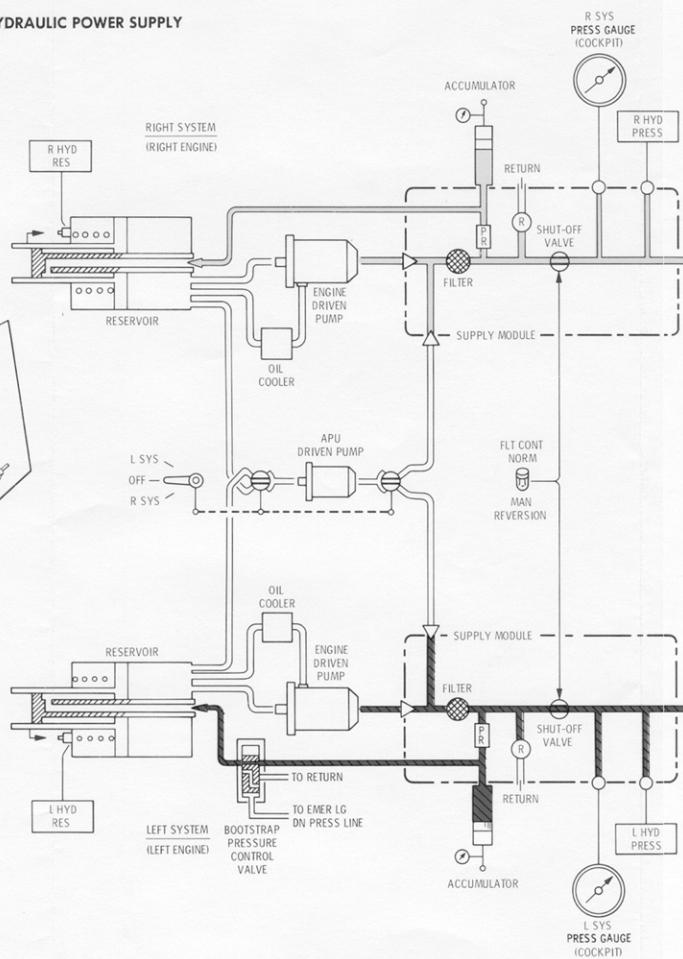 YDRAULIC POWER SUPPLY
R SYS
PRESS GAUGE
(COCKPIT)
ACCUMULATOR
RIGHT SYSTEM
(RIGHT ENGINE)
R HYD
PRESS
R HYD
RES
RETURN
R
SHUT-OFF
VALVE
P
R
FILTER
ENGINE
DRIVEN
PUMP
RESERVOIR
SUPPLY MODULE
OIL
COOLER
APU
DRIVEN PUMP
FLT CONT
NORM
L SYS
OFF
R SYS
MAN
REVERSION
OIL
COOLER
SUPPLY MODULE
RESERVOIR
ENGINE
DRIVEN
PUMP
FILTER
SHUT-OFF
VALVE
P
R
R
TO RETURN
RETURN
L HYD
RES
TO EMER LG
DN PRESS LINE
LEFT SYSTEM
(LEFT ENGINE)
BOOTSTRAP
PRESSURE
CONTROL
VALVE
L HYD
PRESS
ACCUMULATOR
L SYS
PRESS GAUGE
(COCKPIT)